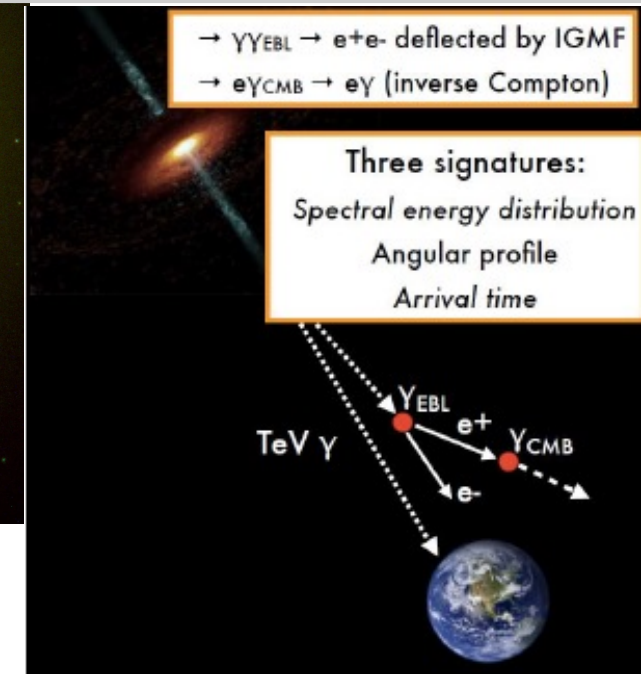 → γγEBL → e+e- deflected by IGMF
→ eγCMB → eγ (inverse Compton)
Three signatures:
Spectral energy distribution
Angular profile
Arrival time
γEBL
e+
γCMB
TeV γ
e-